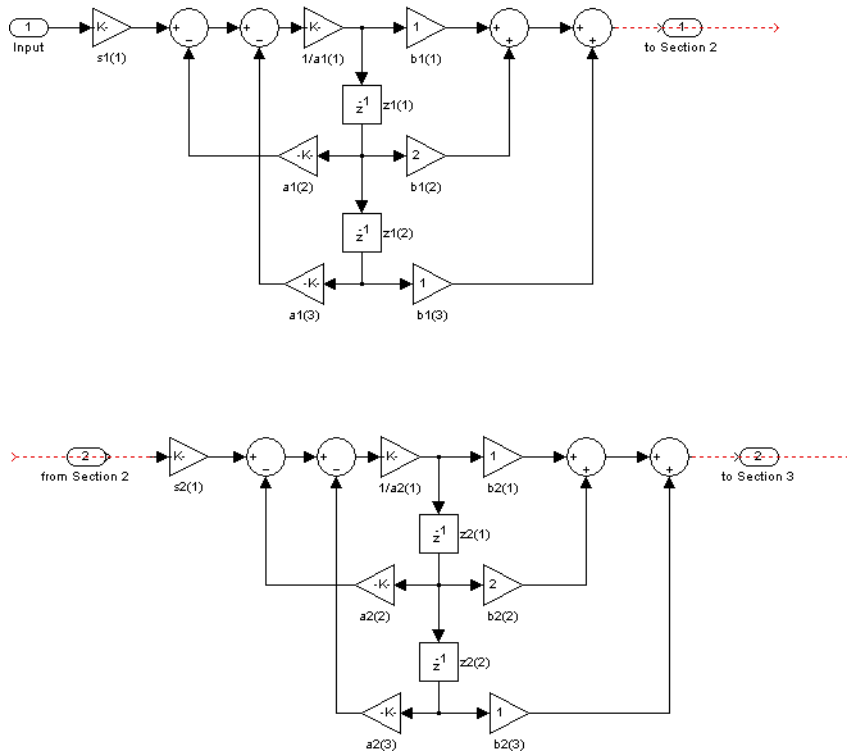 1 K- + − + − K- 1 + + + + 1
Input s1(1) 1/a1(1) b1(1) to Section 2
z⁻¹ z1(1)
-K- 2
a1(2) b1(2)
z⁻¹ z1(2)
-K- 1
a1(3) b1(3)
2 K- + − + − K- 1 + + + + 2
from Section 2 s2(1) 1/a2(1) b2(1) to Section 3
z⁻¹ z2(1)
-K- 2
a2(2) b2(2)
z⁻¹ z2(2)
-K- 1
a2(3) b2(3)